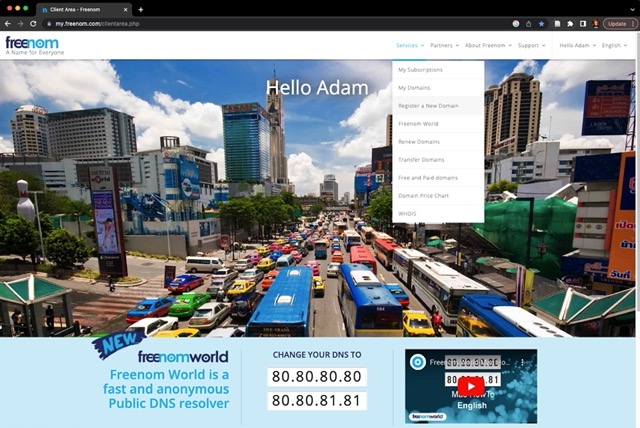 Client Area - Freenom
my.freenom.com/clientarea.php
Update
freenom
A Name for Everyone
Services
Partners
About Freenom
Support
Hello Adam
English
Hello Adam
My Subscriptions
My Domains
Register a New Domain
Freenom World
Renew Domains
Transfer Domains
Free and Paid domains
Domain Price Chart
WHOIS
NEW
freenomworld
Freenom World is a
fast and anonymous
Public DNS resolver
CHANGE YOUR DNS TO
80.80.80.80
80.80.81.81
80.80.80.80
80.80.81.81
Mac HowTo
English
freenomworld